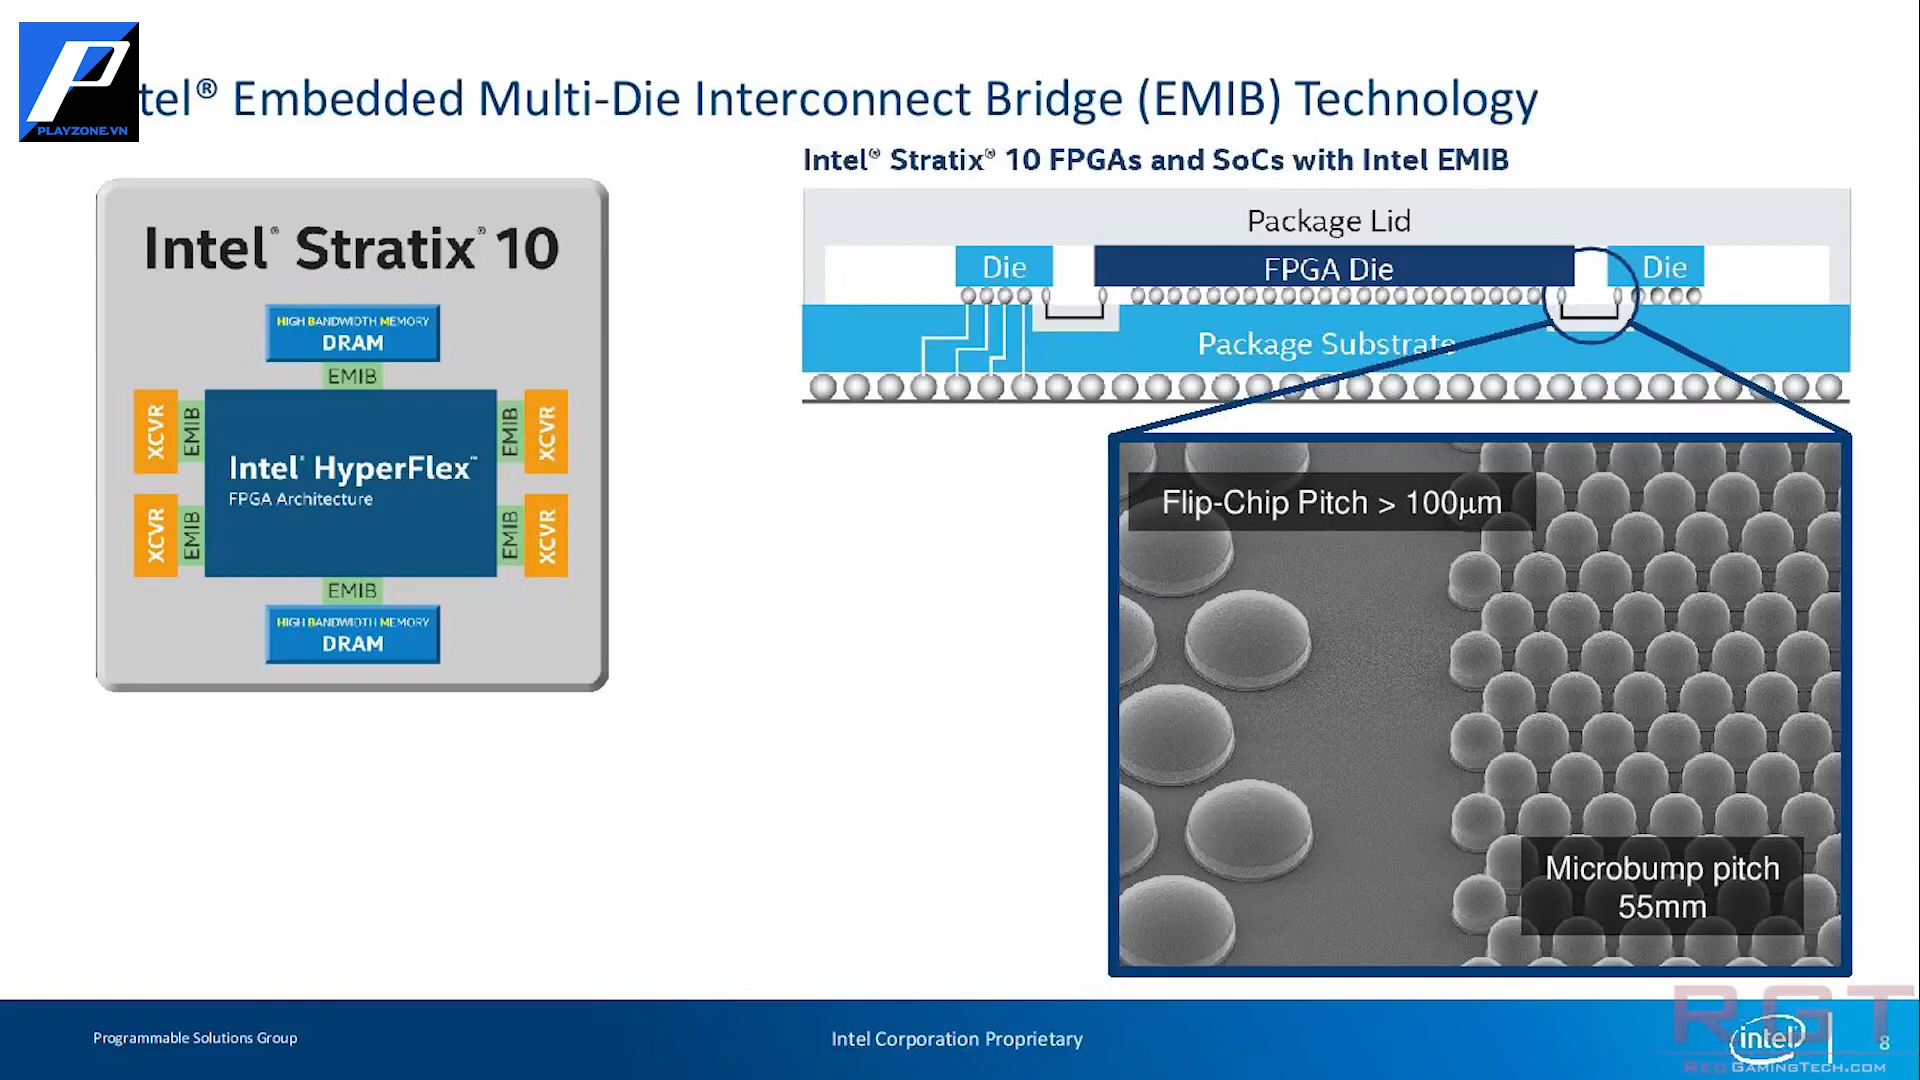 PLAYZONE.VN
tel® Embedded Multi-Die Interconnect Bridge (EMIB) Technology
Intel® Stratix® 10 FPGAs and SoCs with Intel EMIB
Intel® Stratix® 10
HIGH BANDWIDTH MEMORY
DRAM
EMIB
XCVR
EMIB
EMIB
XCVR
Intel® HyperFlex™
FPGA Architecture
XCVR
EMIB
EMIB
XCVR
EMIB
HIGH BANDWIDTH MEMORY
DRAM
Package Lid
Die
FPGA Die
Die
Package Substrate
Flip-Chip Pitch > 100µm
Microbump pitch
55mm
Programmable Solutions Group
Intel Corporation Proprietary
intel
8
RGT
REDGAMINGTECH.COM